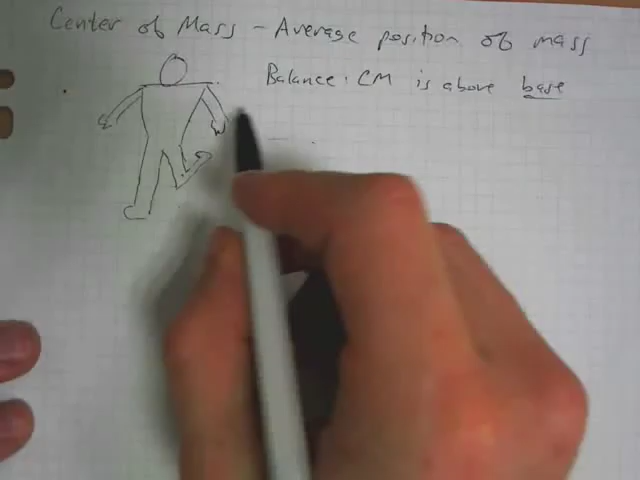 Center of Mass - Average position of mass
Balance: CM is above base